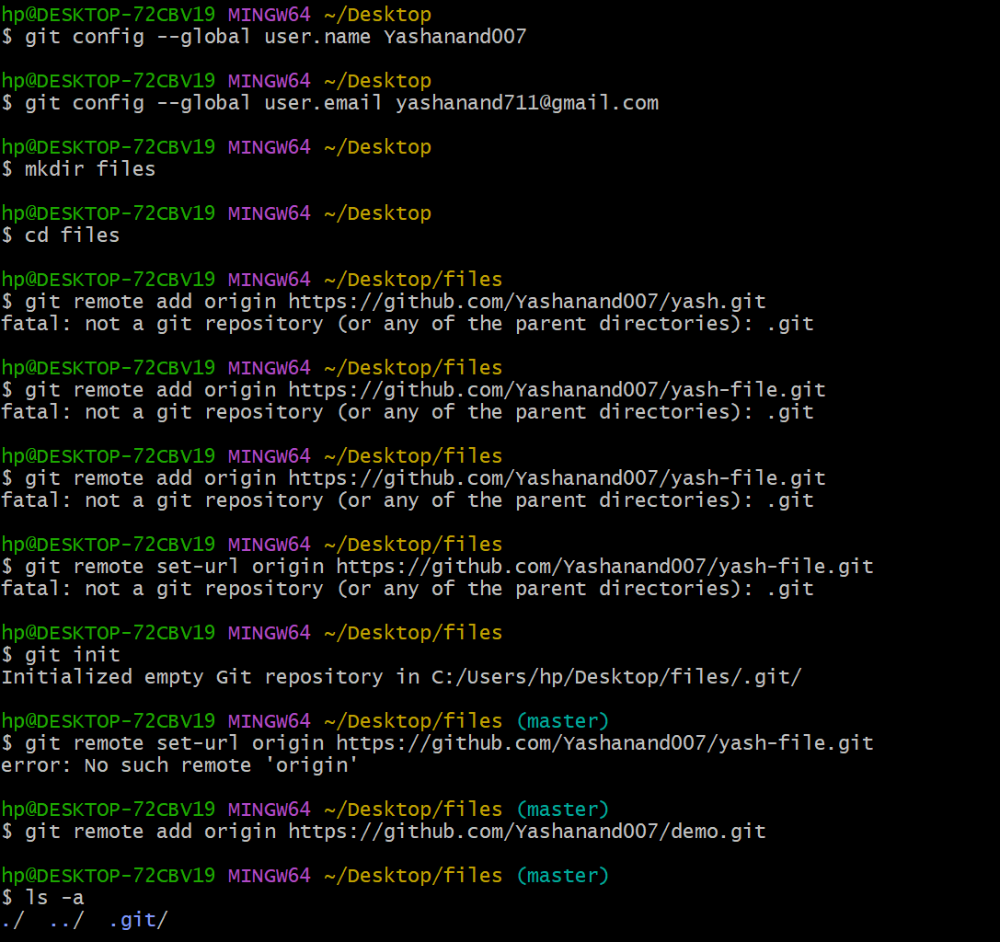 hp@DESKTOP-72CBV19 MINGW64 ~/Desktop
$ git config --global user.name Yashanand007
hp@DESKTOP-72CBV19 MINGW64 ~/Desktop
$ git config --global user.email yashanand711@gmail.com
hp@DESKTOP-72CBV19 MINGW64 ~/Desktop
$ mkdir files
hp@DESKTOP-72CBV19 MINGW64 ~/Desktop
$ cd files
hp@DESKTOP-72CBV19 MINGW64 ~/Desktop/files
$ git remote add origin https://github.com/Yashanand007/yash.git
fatal: not a git repository (or any of the parent directories): .git
hp@DESKTOP-72CBV19 MINGW64 ~/Desktop/files
$ git remote add origin https://github.com/Yashanand007/yash-file.git
fatal: not a git repository (or any of the parent directories): .git
hp@DESKTOP-72CBV19 MINGW64 ~/Desktop/files
$ git remote add origin https://github.com/Yashanand007/yash-file.git
fatal: not a git repository (or any of the parent directories): .git
hp@DESKTOP-72CBV19 MINGW64 ~/Desktop/files
$ git remote set-url origin https://github.com/Yashanand007/yash-file.git
fatal: not a git repository (or any of the parent directories): .git
hp@DESKTOP-72CBV19 MINGW64 ~/Desktop/files
$ git init
Initialized empty Git repository in C:/Users/hp/Desktop/files/.git/
hp@DESKTOP-72CBV19 MINGW64 ~/Desktop/files (master)
$ git remote set-url origin https://github.com/Yashanand007/yash-file.git
error: No such remote 'origin'
hp@DESKTOP-72CBV19 MINGW64 ~/Desktop/files (master)
$ git remote add origin https://github.com/Yashanand007/demo.git
hp@DESKTOP-72CBV19 MINGW64 ~/Desktop/files (master)
$ ls -a
./  ../  .git/